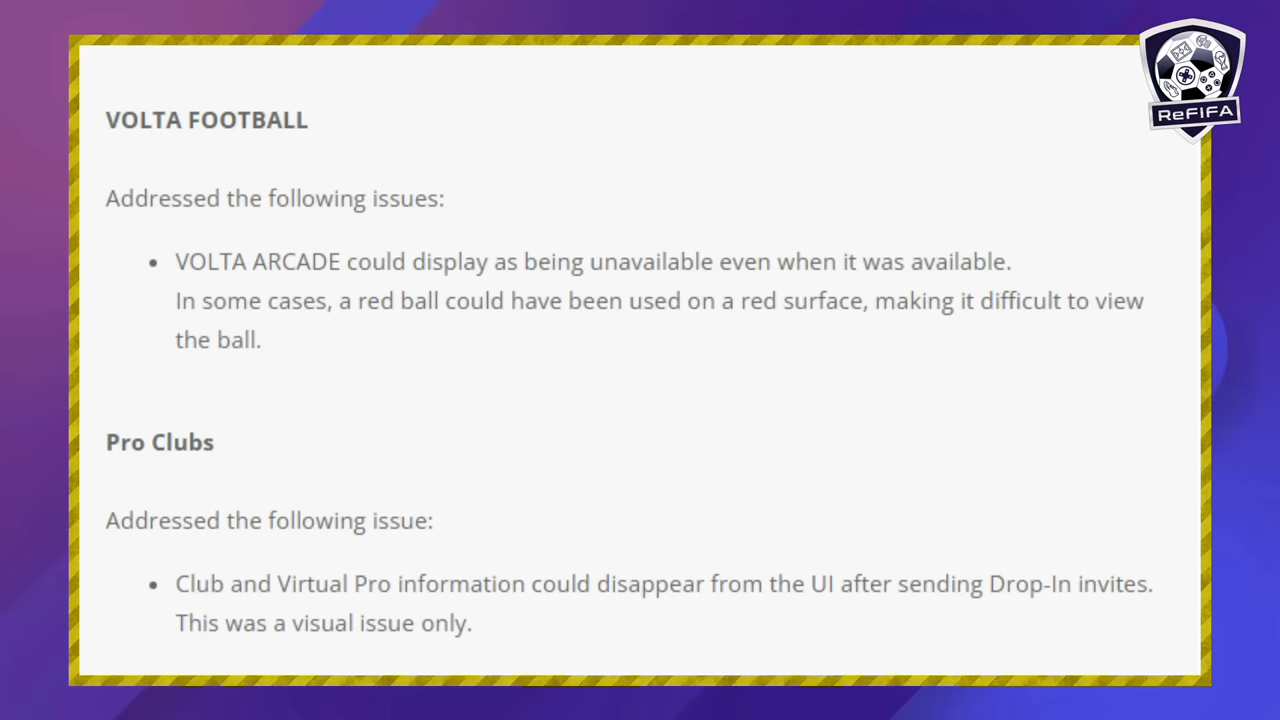 ReFIFA
VOLTA FOOTBALL
Addressed the following issues:
• VOLTA ARCADE could display as being unavailable even when it was available.
In some cases, a red ball could have been used on a red surface, making it difficult to view
the ball.
Pro Clubs
Addressed the following issue:
• Club and Virtual Pro information could disappear from the UI after sending Drop-In invites.
This was a visual issue only.